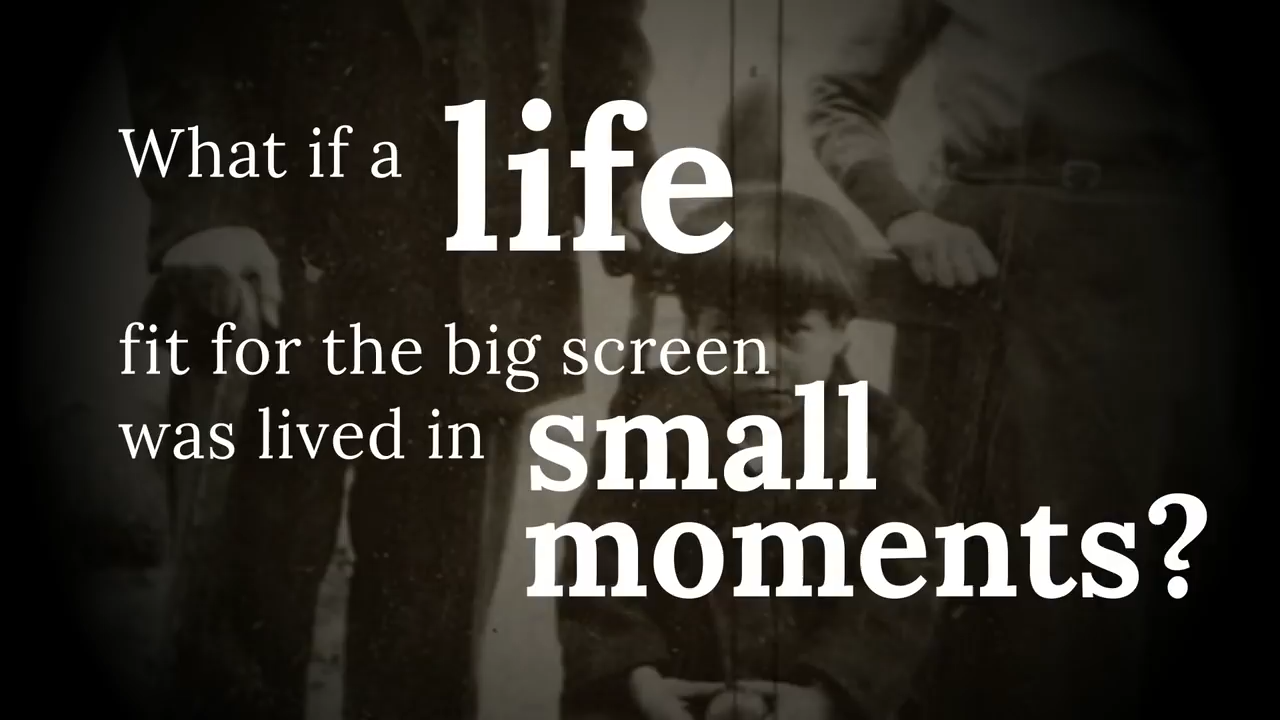 What if a life
fit for the big screen
was lived in small
moments?